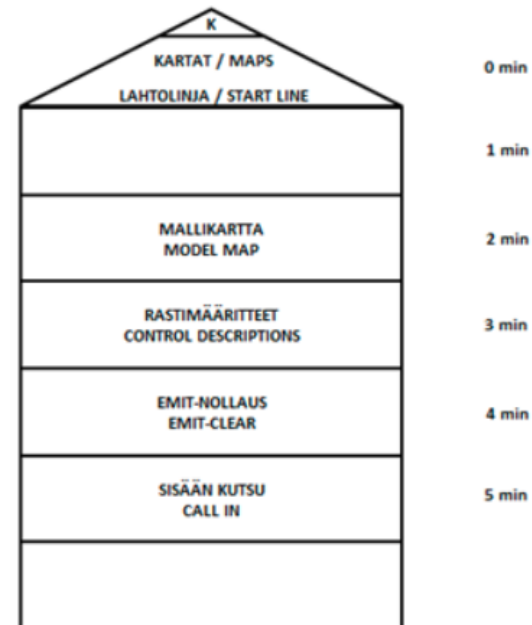 K
KARTAT / MAPS
0 min
LAHTOLINJA / START LINE
1 min
MALLIKARTTA
MODEL MAP
2 min
RASTIMÄÄRITTEET
CONTROL DESCRIPTIONS
3 min
EMIT-NOLLAUS
EMIT-CLEAR
4 min
SISÄÄN KUTSU
CALL IN
5 min